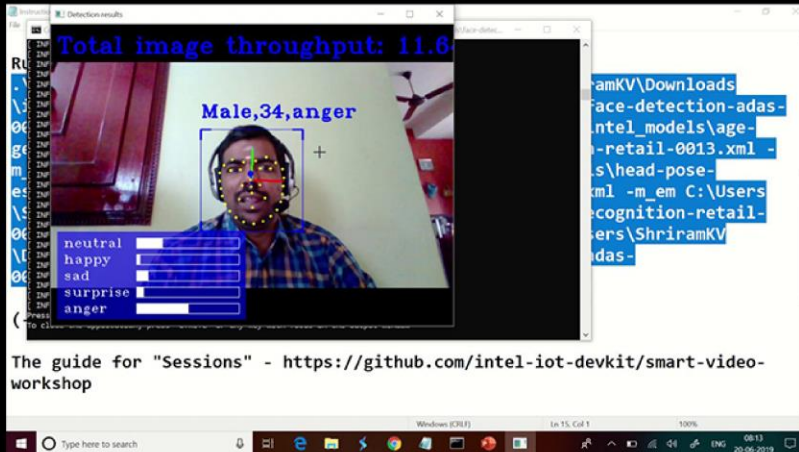 Detection results
Total image throughput: 11.6
Male,34,anger
neutral
happy
sad
surprise
anger
ramKV\Downloads
face-detection-adas-
intel_models\age-
-retail-0013.xml -
s\head-pose-
xml -m_em C:\Users
ecognition-retail-
sers\ShriramKV
adas-
The guide for "Sessions" - https://github.com/intel-iot-devkit/smart-video-
workshop
Windows (CRLF)
Ln 15, Col 1
100%
Type here to search
ENG
08:13
20-06-2019